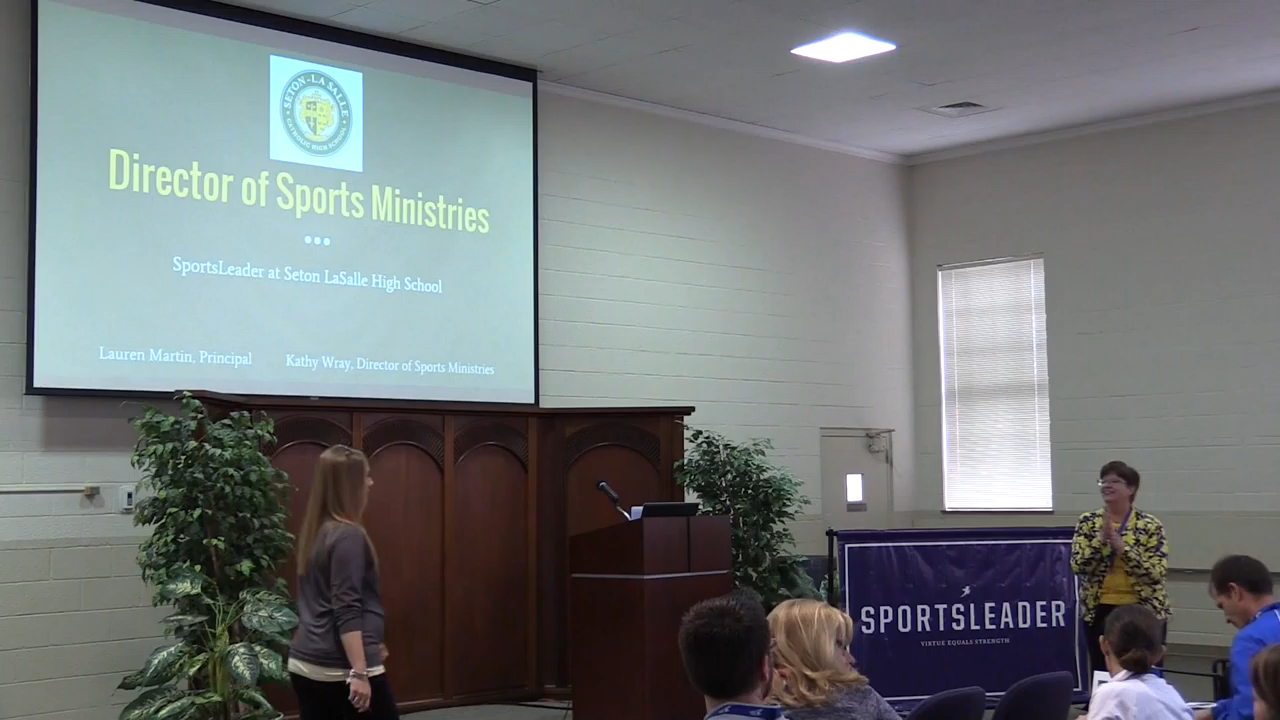 SETON-LA SALLE
CATHOLIC HIGH SCHOOL
Director of Sports Ministries
SportsLeader at Seton LaSalle High School
Lauren Martin, Principal
Kathy Wray, Director of Sports Ministries
SPORTSLEADER
VIRTUE EQUALS STRENGTH